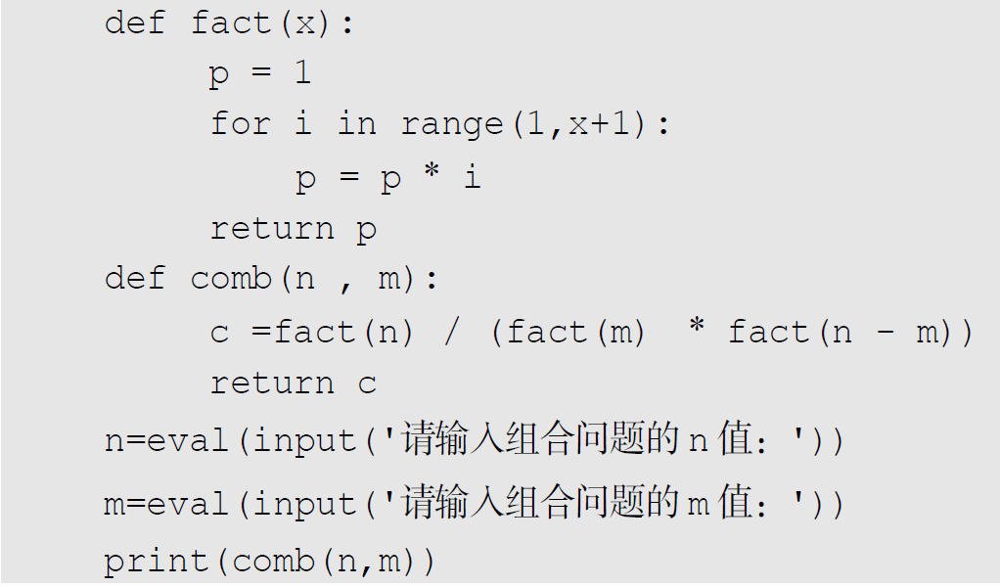 def fact(x):
p = 1
for i in range(1,x+1):
p = p * i
return p
def comb(n , m):
c =fact(n) / (fact(m) * fact(n - m))
return c
n=eval(input('请输入组合问题的n值：'))
m=eval(input('请输入组合问题的m值：'))
print(comb(n,m))